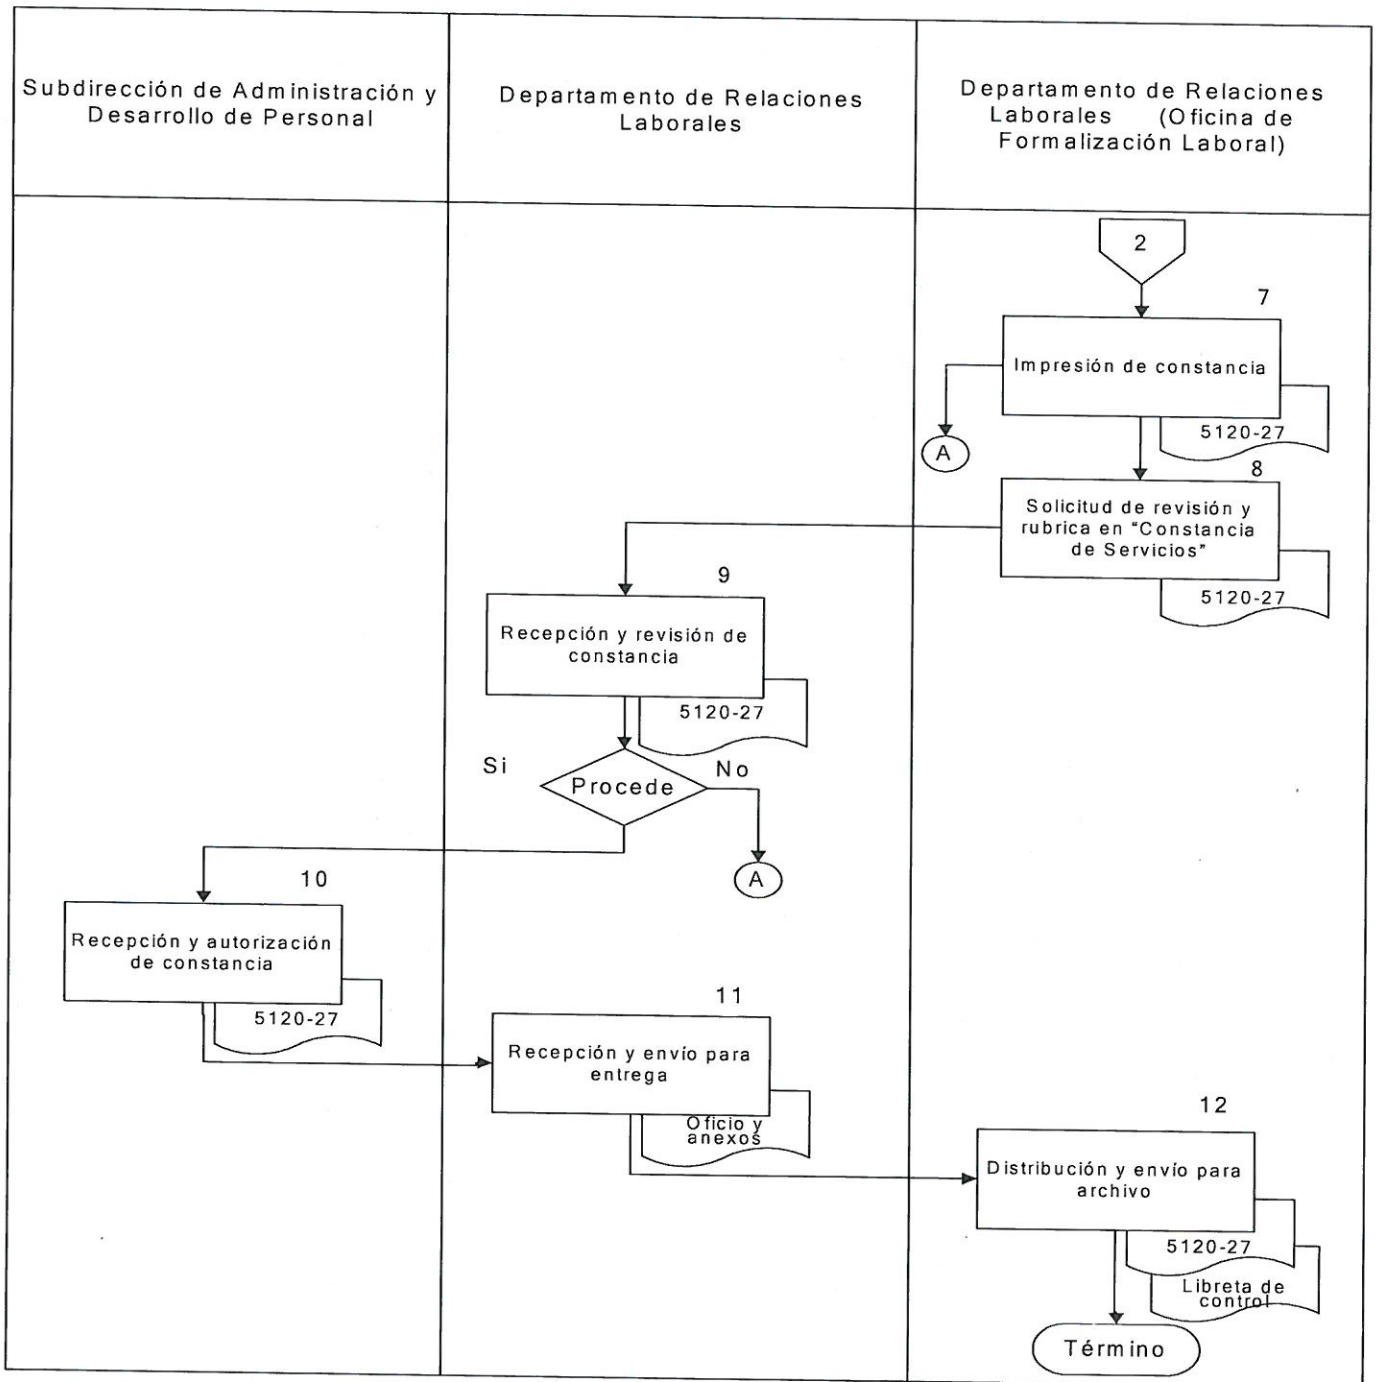 Subdirección de Administración y
Desarrollo de Personal
Departamento de Relaciones
Laborales
Departamento de Relaciones
Laborales (Oficina de
Formalización Laboral)
2
7
Impresión de constancia
5120-27
A
8
Solicitud de revisión y
rubrica en "Constancia
de Servicios"
5120-27
9
Recepción y revisión de
constancia
5120-27
Si
Procede
No
A
10
Recepción y autorización
de constancia
5120-27
11
Recepción y envío para
entrega
Oficio y
anexos
12
Distribución y envío para
archivo
5120-27
Libreta de
control
Término